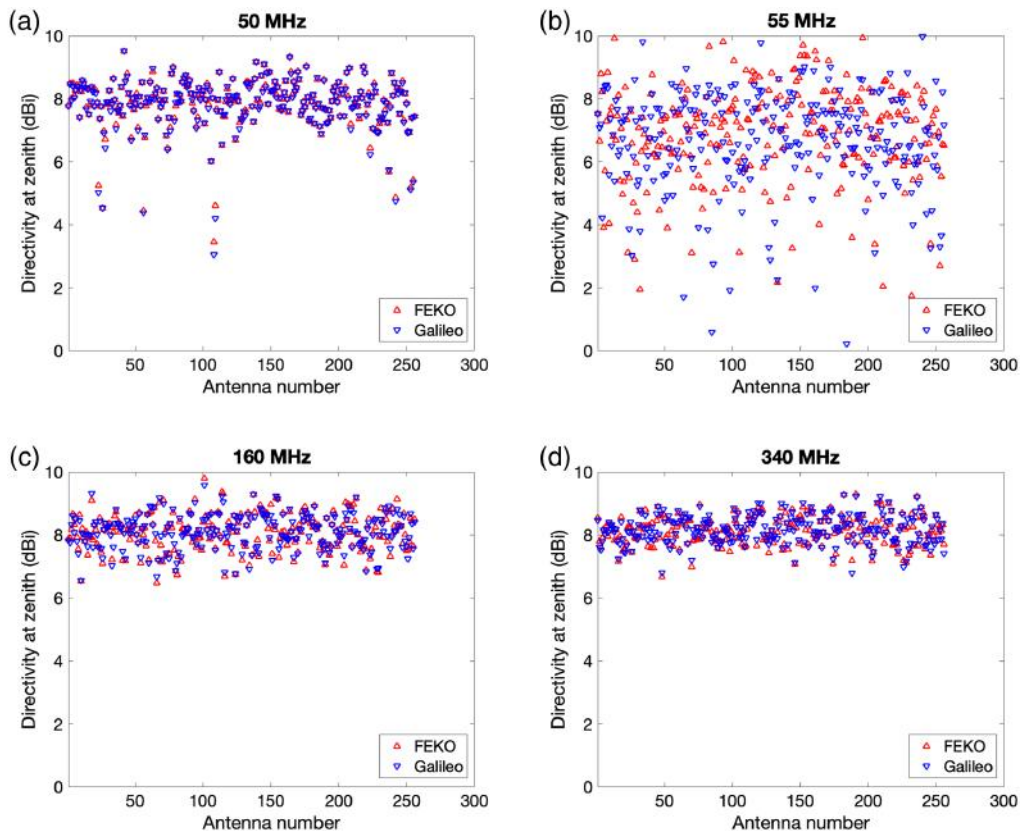 (a)
50 MHz
10
8
6
4
2
0
Directivity at zenith (dBi)
50
100
150
200
250
300
Antenna number
FEKO
Galileo
(b)
55 MHz
10
8
6
4
2
0
Directivity at zenith (dBi)
50
100
150
200
250
300
Antenna number
FEKO
Galileo
(c)
160 MHz
10
8
6
4
2
0
Directivity at zenith (dBi)
50
100
150
200
250
300
Antenna number
FEKO
Galileo
(d)
340 MHz
10
8
6
4
2
0
Directivity at zenith (dBi)
50
100
150
200
250
300
Antenna number
FEKO
Galileo